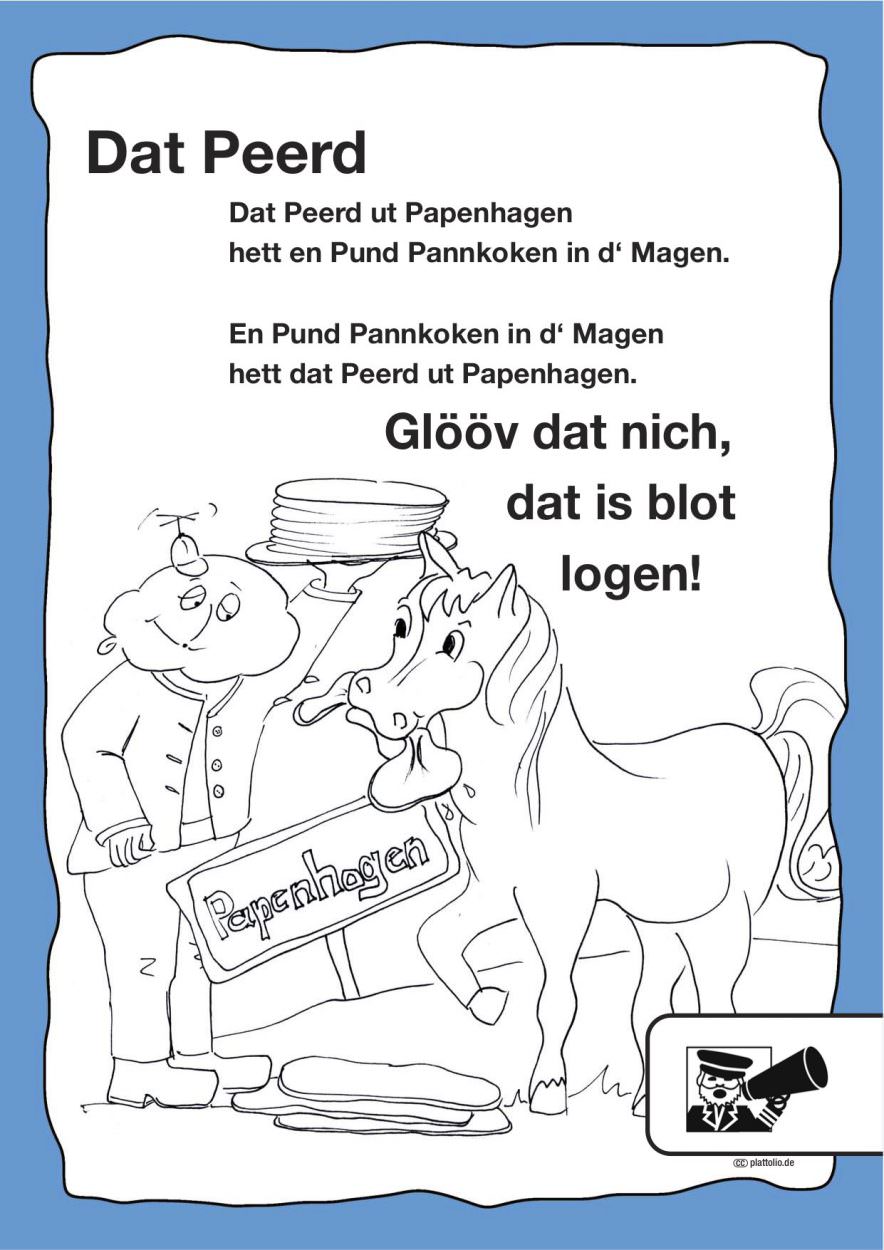 Dat Peerd
Dat Peerd ut Papenhagen
hett en Pund Pannkoken in d‘ Magen.
En Pund Pannkoken in d‘ Magen
hett dat Peerd ut Papenhagen.
Glööv dat nich,
dat is blot
logen!
Papenhagen
cc plattolio.de